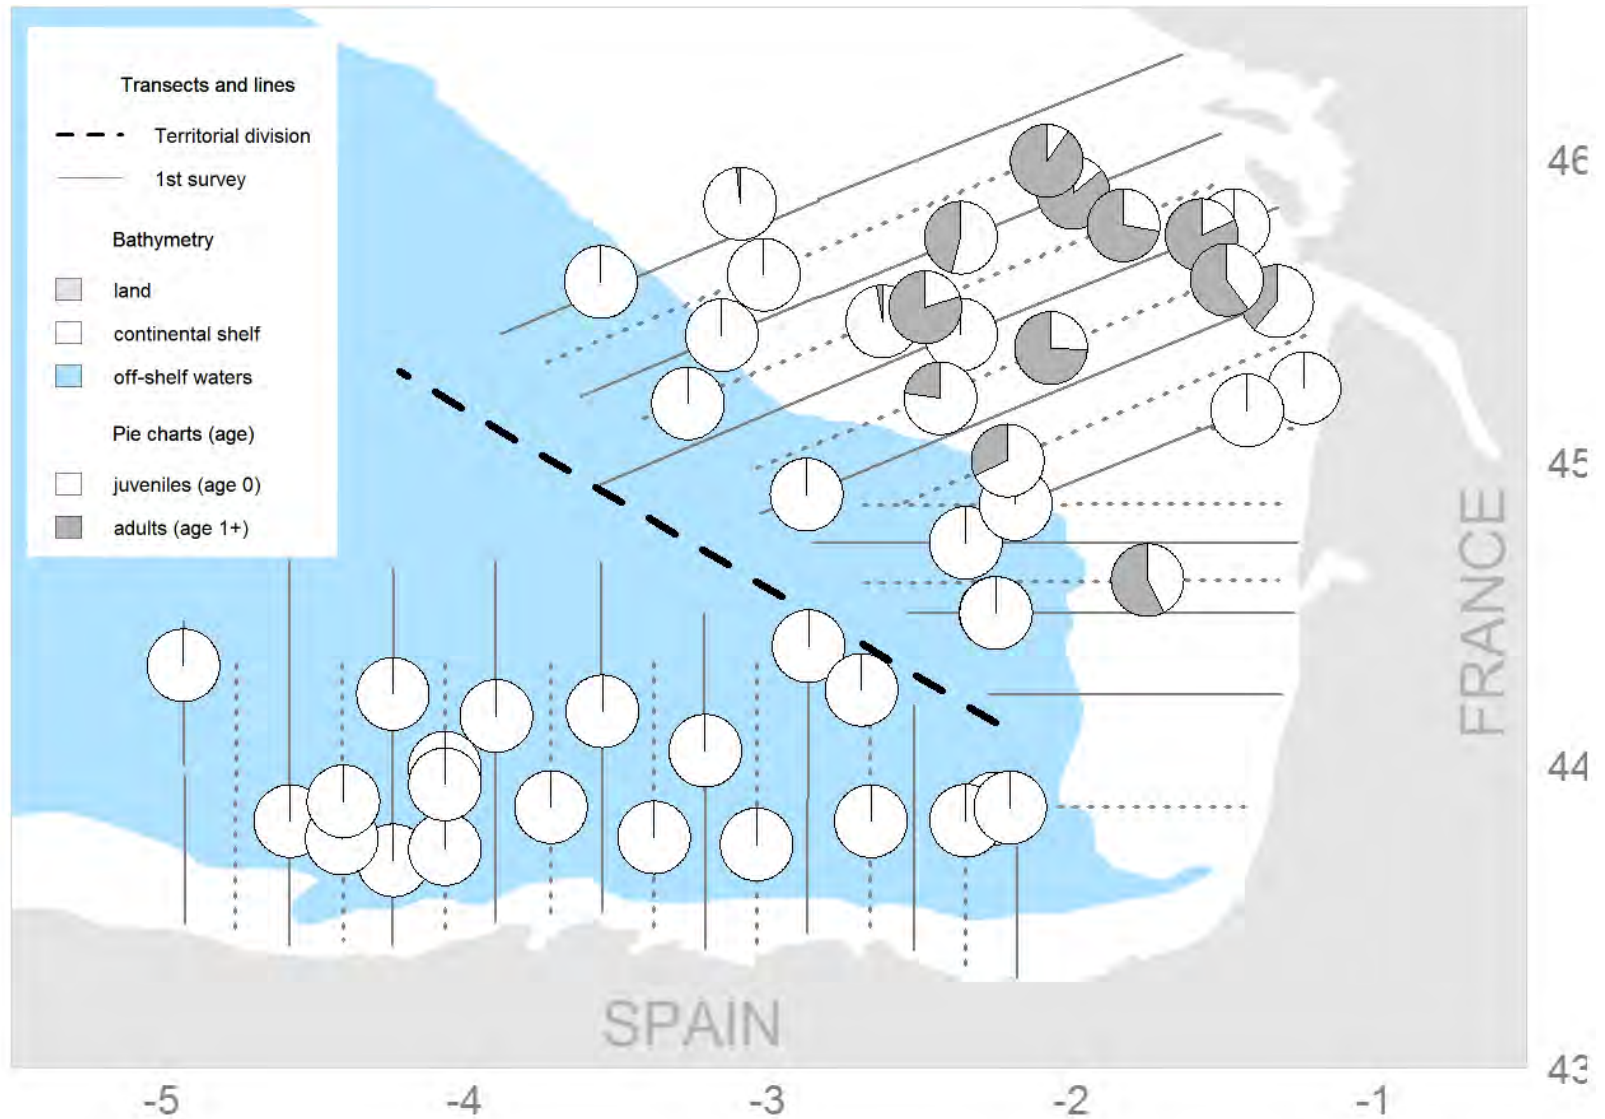 Transects and lines
Territorial division
1st survey
Bathymetry
land
continental shelf
off-shelf waters
Pie charts (age)
juveniles (age 0)
adults (age 1+)
46
45
44
43
FRANCE
SPAIN
-5 -4 -3 -2 -1